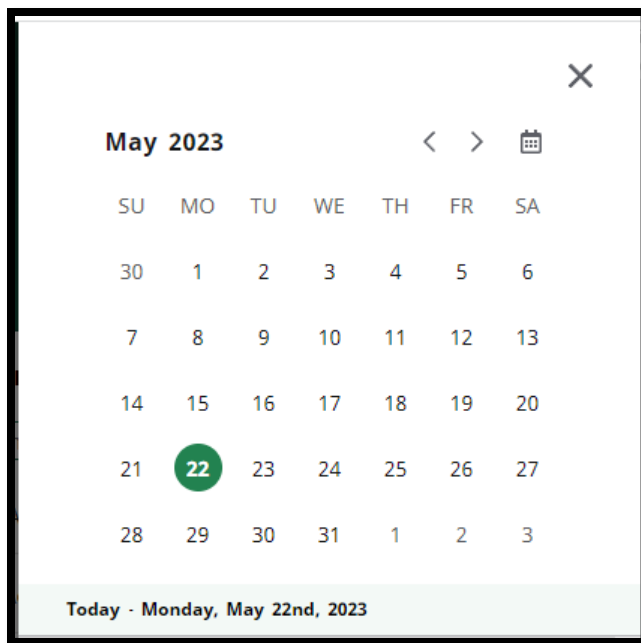 May 2023
SU MO TU WE TH FR SA
30 1 2 3 4 5 6
7 8 9 10 11 12 13
14 15 16 17 18 19 20
21 22 23 24 25 26 27
28 29 30 31 1 2 3
Today - Monday, May 22nd, 2023